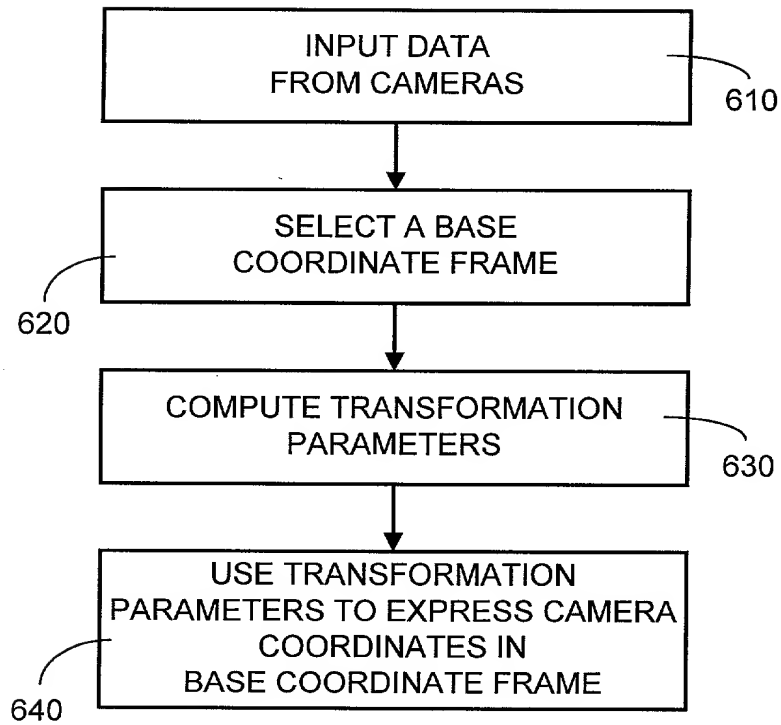 INPUT DATA
FROM CAMERAS
610
SELECT A BASE
COORDINATE FRAME
620
COMPUTE TRANSFORMATION
PARAMETERS
630
USE TRANSFORMATION
PARAMETERS TO EXPRESS CAMERA
COORDINATES IN
BASE COORDINATE FRAME
640